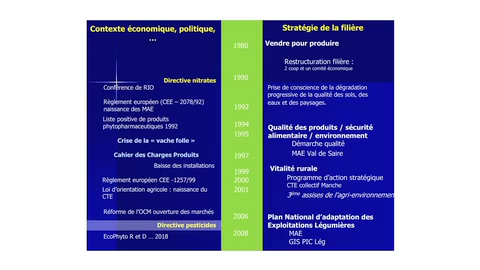 Contexte économique, politique,
…
Stratégie de la filière
1980
Vendre pour produire
Restructuration filière :
2 coop et un comité économique
1990
Directive nitrates
Conférence de RIO
Prise de conscience de la dégradation
progressive de la qualité des sols, des
eaux et des paysages.
Règlement européen (CEE – 2078/92)
naissance des MAE
1992
Liste positive de produits
phytopharmaceutiques 1992
1994
1995
Qualité des produits / sécurité
alimentaire / environnement
Crise de la « vache folle »
Démarche qualité
MAE Val de Saire
Cahier des Charges Produits
1997
Baisse des installations
Vitalité rurale
1999
Règlement européen CEE -1257/99
2000
Programme d'action stratégique
CTE collectif Manche
Loi d'orientation agricole : naissance du
CTE
2001
3ème assises de l'agri-environnement
Réforme de l'OCM ouverture des marchés
2006
Plan National d'adaptation des
Exploitations Légumières
Directive pesticides
2008
MAE
GIS PIC Lég
EcoPhyto R et D … 2018